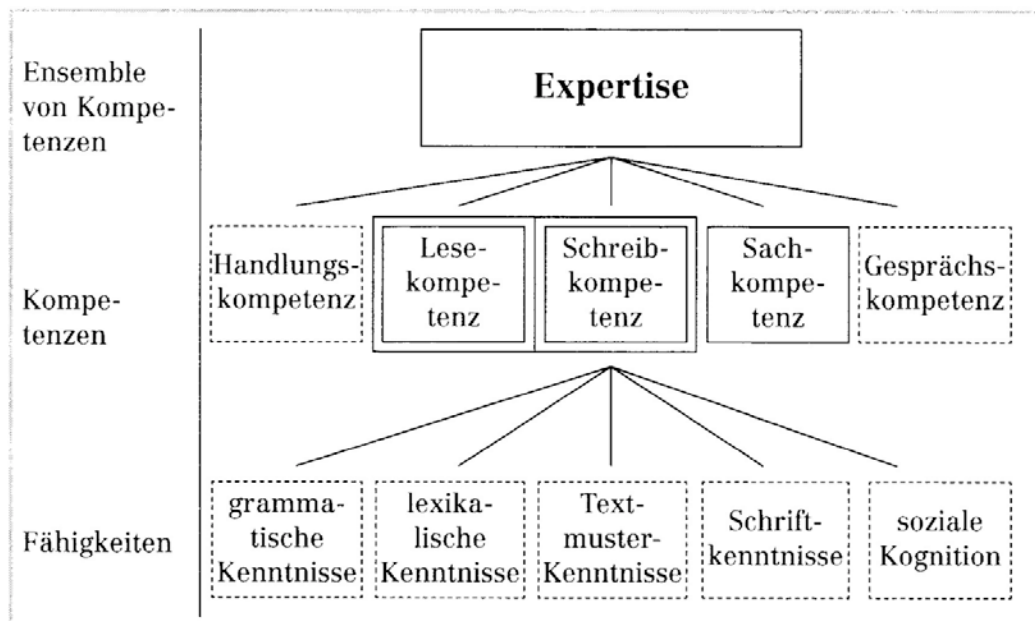 Ensemble
von Kompe-
tenzen
Expertise
Kompe-
tenzen
Handlungs-
kompetenz
Lese-
kompe-
tenz
Schreib-
kompe-
tenz
Sach-
kompe-
tenz
Gesprächs-
kompetenz
Fähigkeiten
gramma-
tische
Kenntnisse
lexika-
lische
Kenntnisse
Text-
muster-
Kenntnisse
Schrift-
kenntnisse
soziale
Kognition